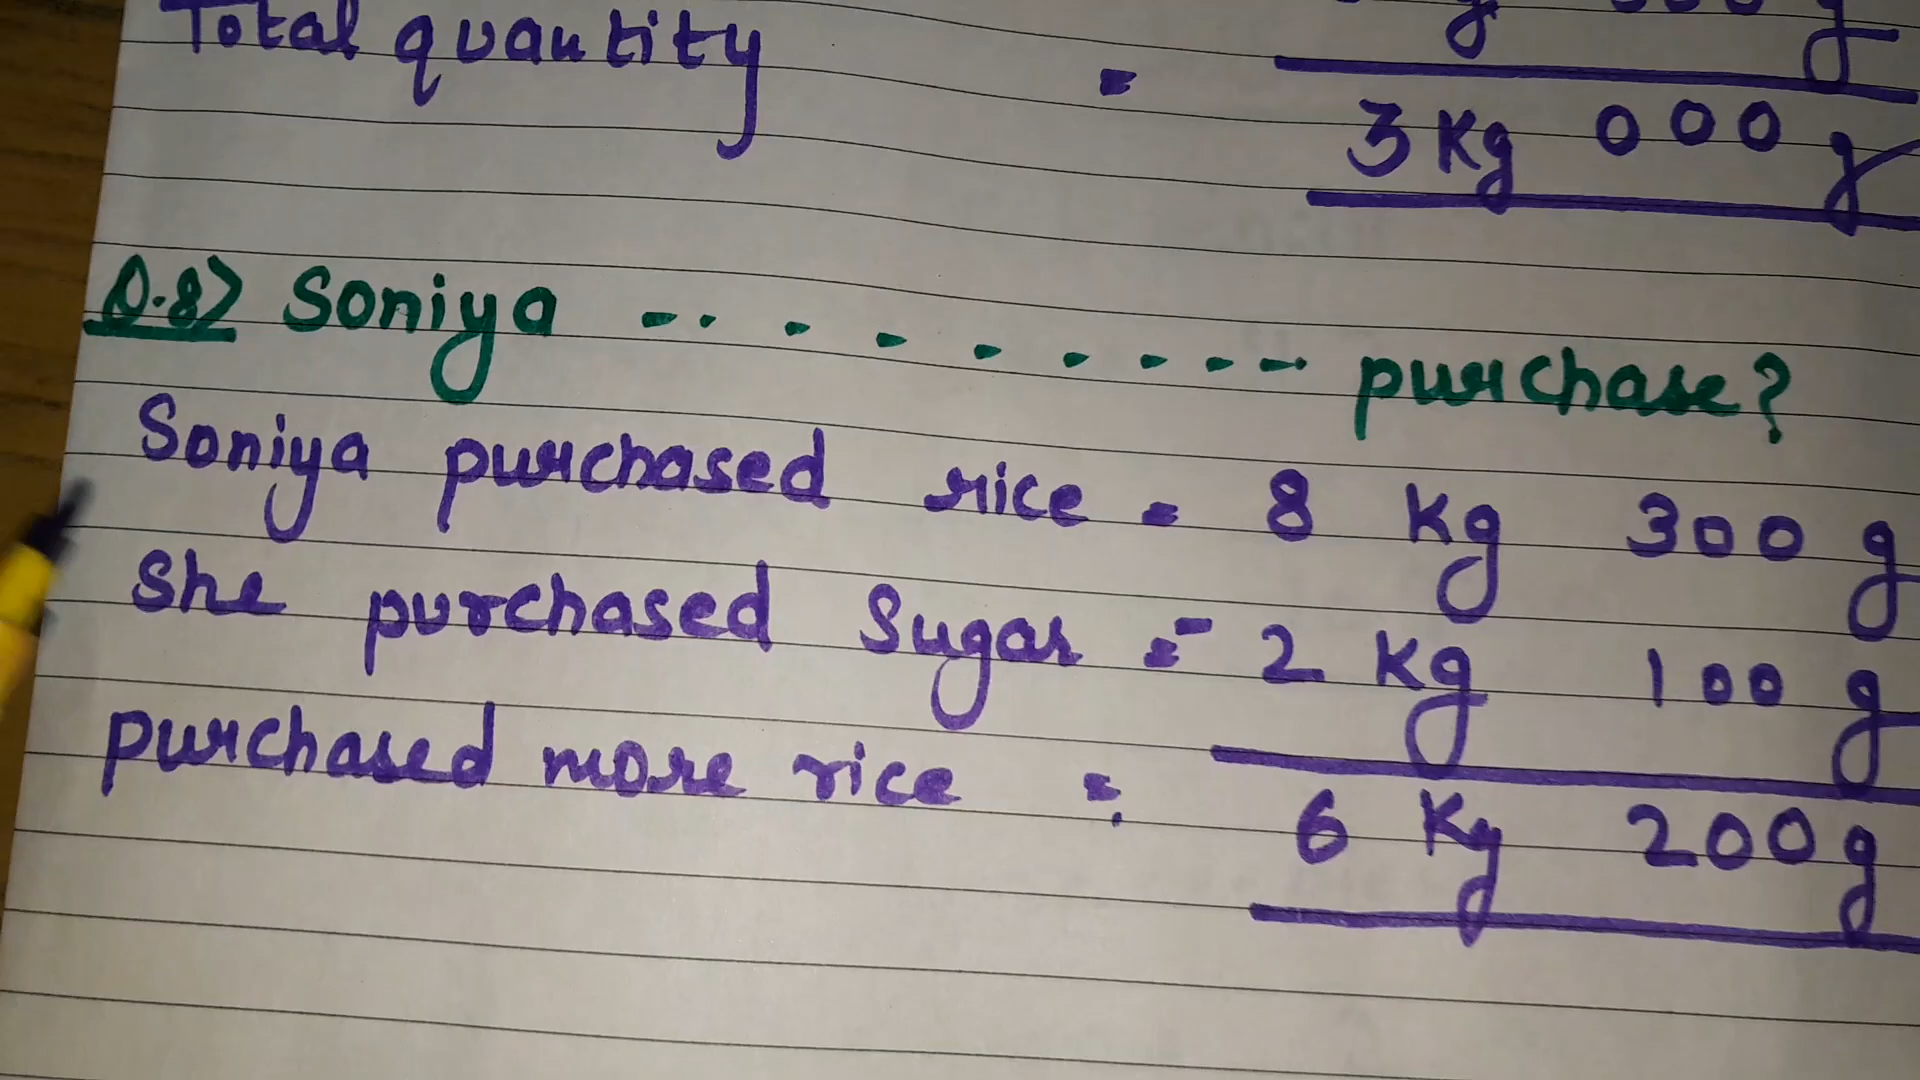 Total quantity =
3 Kg 000 g
Q.8> Soniya -- - - - - - - - purchase?
Soniya purchased rice = 8 Kg 300 g
She purchased Sugar = - 2 Kg 100 g
purchased more rice = 6 Kg 200 g